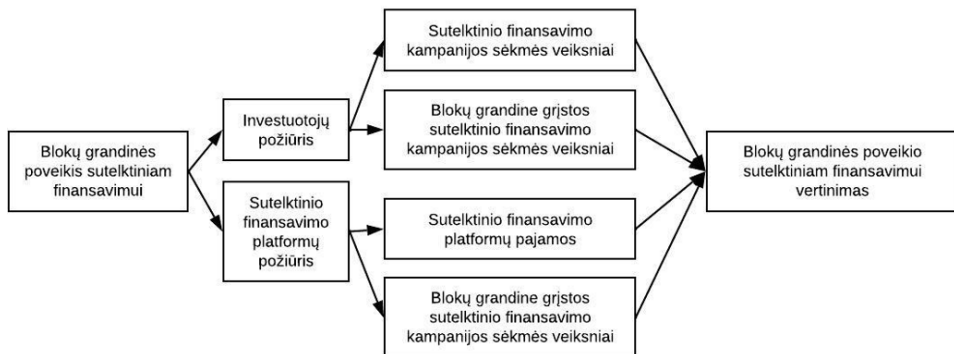 Blokų grandinės
poveikis sutelktiniam
finansavimui
Investuotojų
požiūris
Sutelktinio
finansavimo
platformų
požiūris
Sutelktinio finansavimo
kampanijos sėkmės veiksniai
Blokų grandine grįstos
sutelktinio finansavimo
kampanijos sėkmės veiksniai
Sutelktinio finansavimo
platformų pajamos
Blokų grandine grįstos
sutelktinio finansavimo
kampanijos sėkmės veiksniai
Blokų grandinės poveikio
sutelktiniam finansavimui
vertinimas